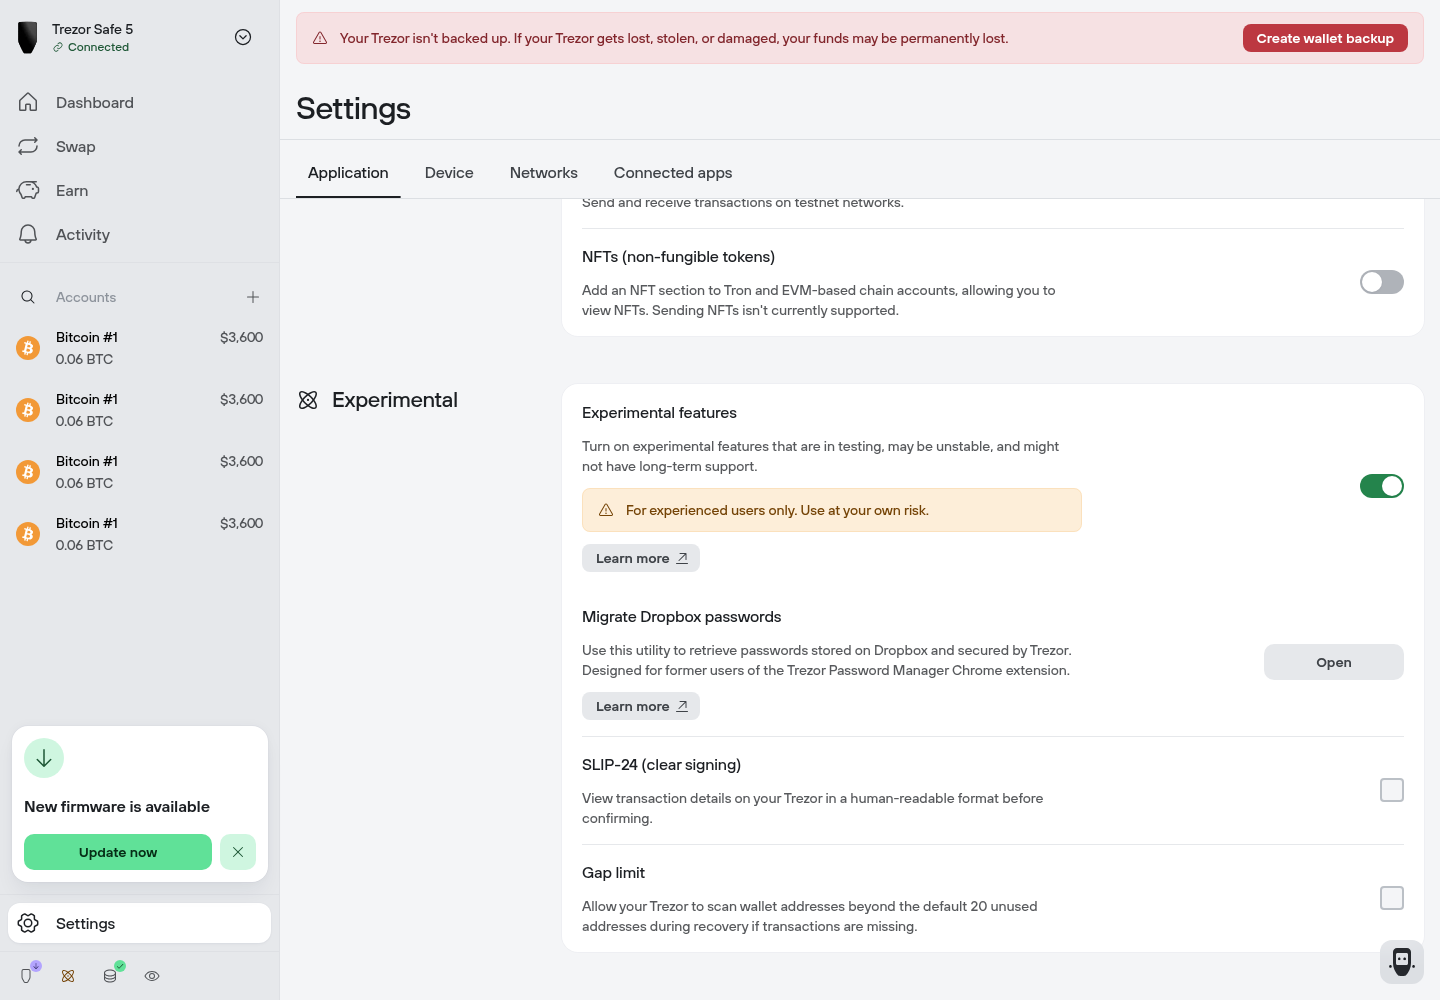 Trezor Safe 5
Connected
Dashboard
Swap
Earn
Activity
Accounts
Bitcoin #1 $3,600
0.06 BTC
Bitcoin #1 $3,600
0.06 BTC
Bitcoin #1 $3,600
0.06 BTC
Bitcoin #1 $3,600
0.06 BTC
New firmware is available
Update now
Settings
Your Trezor isn't backed up. If your Trezor gets lost, stolen, or damaged, your funds may be permanently lost.
Create wallet backup
Settings
Application Device Networks Connected apps
Send and receive transactions on testnet networks.
NFTs (non-fungible tokens)
Add an NFT section to Tron and EVM-based chain accounts, allowing you to
view NFTs. Sending NFTs isn't currently supported.
Experimental
Experimental features
Turn on experimental features that are in testing, may be unstable, and might
not have long-term support.
For experienced users only. Use at your own risk.
Learn more
Migrate Dropbox passwords
Use this utility to retrieve passwords stored on Dropbox and secured by Trezor.
Designed for former users of the Trezor Password Manager Chrome extension.
Open
Learn more
SLIP-24 (clear signing)
View transaction details on your Trezor in a human-readable format before
confirming.
Gap limit
Allow your Trezor to scan wallet addresses beyond the default 20 unused
addresses during recovery if transactions are missing.